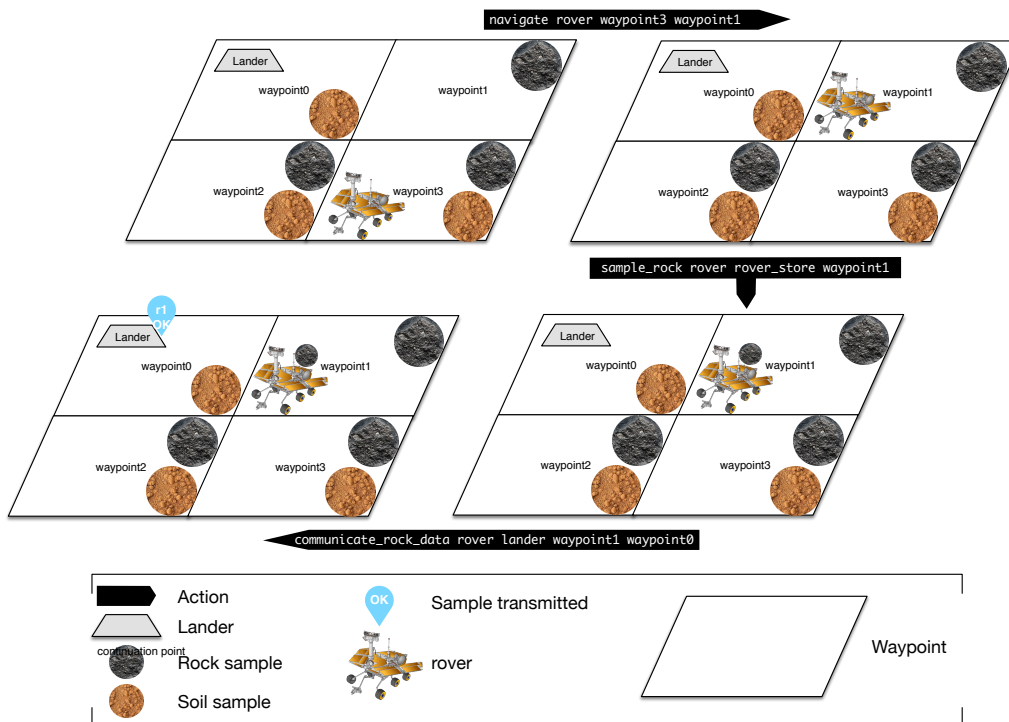 navigate rover waypoint3 waypoint1
Lander
waypoint0
waypoint1
waypoint2
waypoint3
Lander
waypoint0
waypoint1
waypoint2
waypoint3
sample_rock rover rover_store waypoint1
r1
OK
Lander
waypoint0
waypoint1
waypoint2
waypoint3
Lander
waypoint0
waypoint1
waypoint2
waypoint3
communicate_rock_data rover lander waypoint1 waypoint0
Action
OK
Sample transmitted
Lander
continuation point
Rock sample
rover
Waypoint
Soil sample